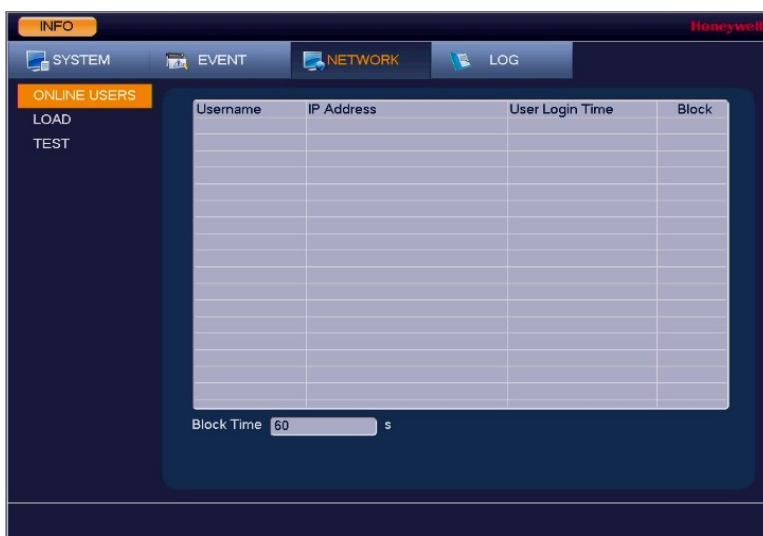 INFO
Honeywell
SYSTEM EVENT NETWORK LOG
ONLINE USERS
LOAD
TEST
Username IP Address User Login Time Block
Block Time 60 s